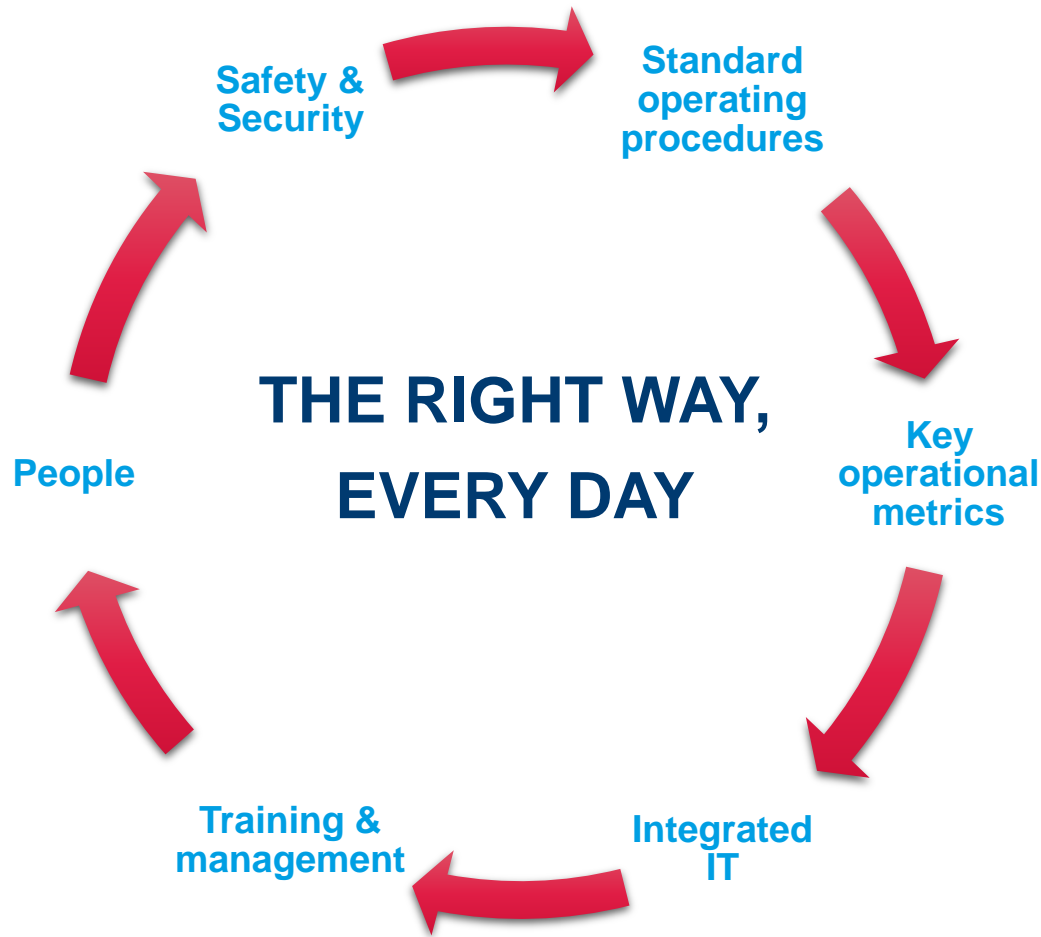 Safety &
Security
Standard
operating
procedures
Key
operational
metrics
Integrated
IT
Training &
management
People
THE RIGHT WAY,
EVERY DAY